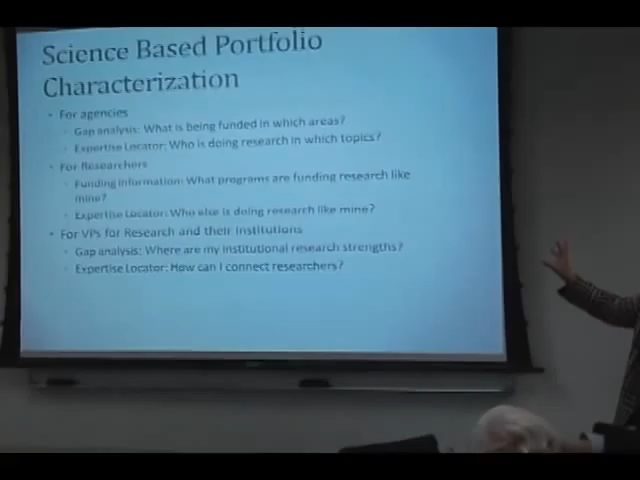 Science Based Portfolio
Characterization
• For agencies
◦ Gap analysis: What is being funded in which areas?
◦ Expertise Locator: Who is doing research in which topics?
• For Researchers
◦ Funding information: What programs are funding research like
mine?
◦ Expertise Locator: Who else is doing research like mine?
• For VPs for Research and their Institutions
◦ Gap analysis: Where are my institutional research strengths?
◦ Expertise Locator: How can I connect researchers?